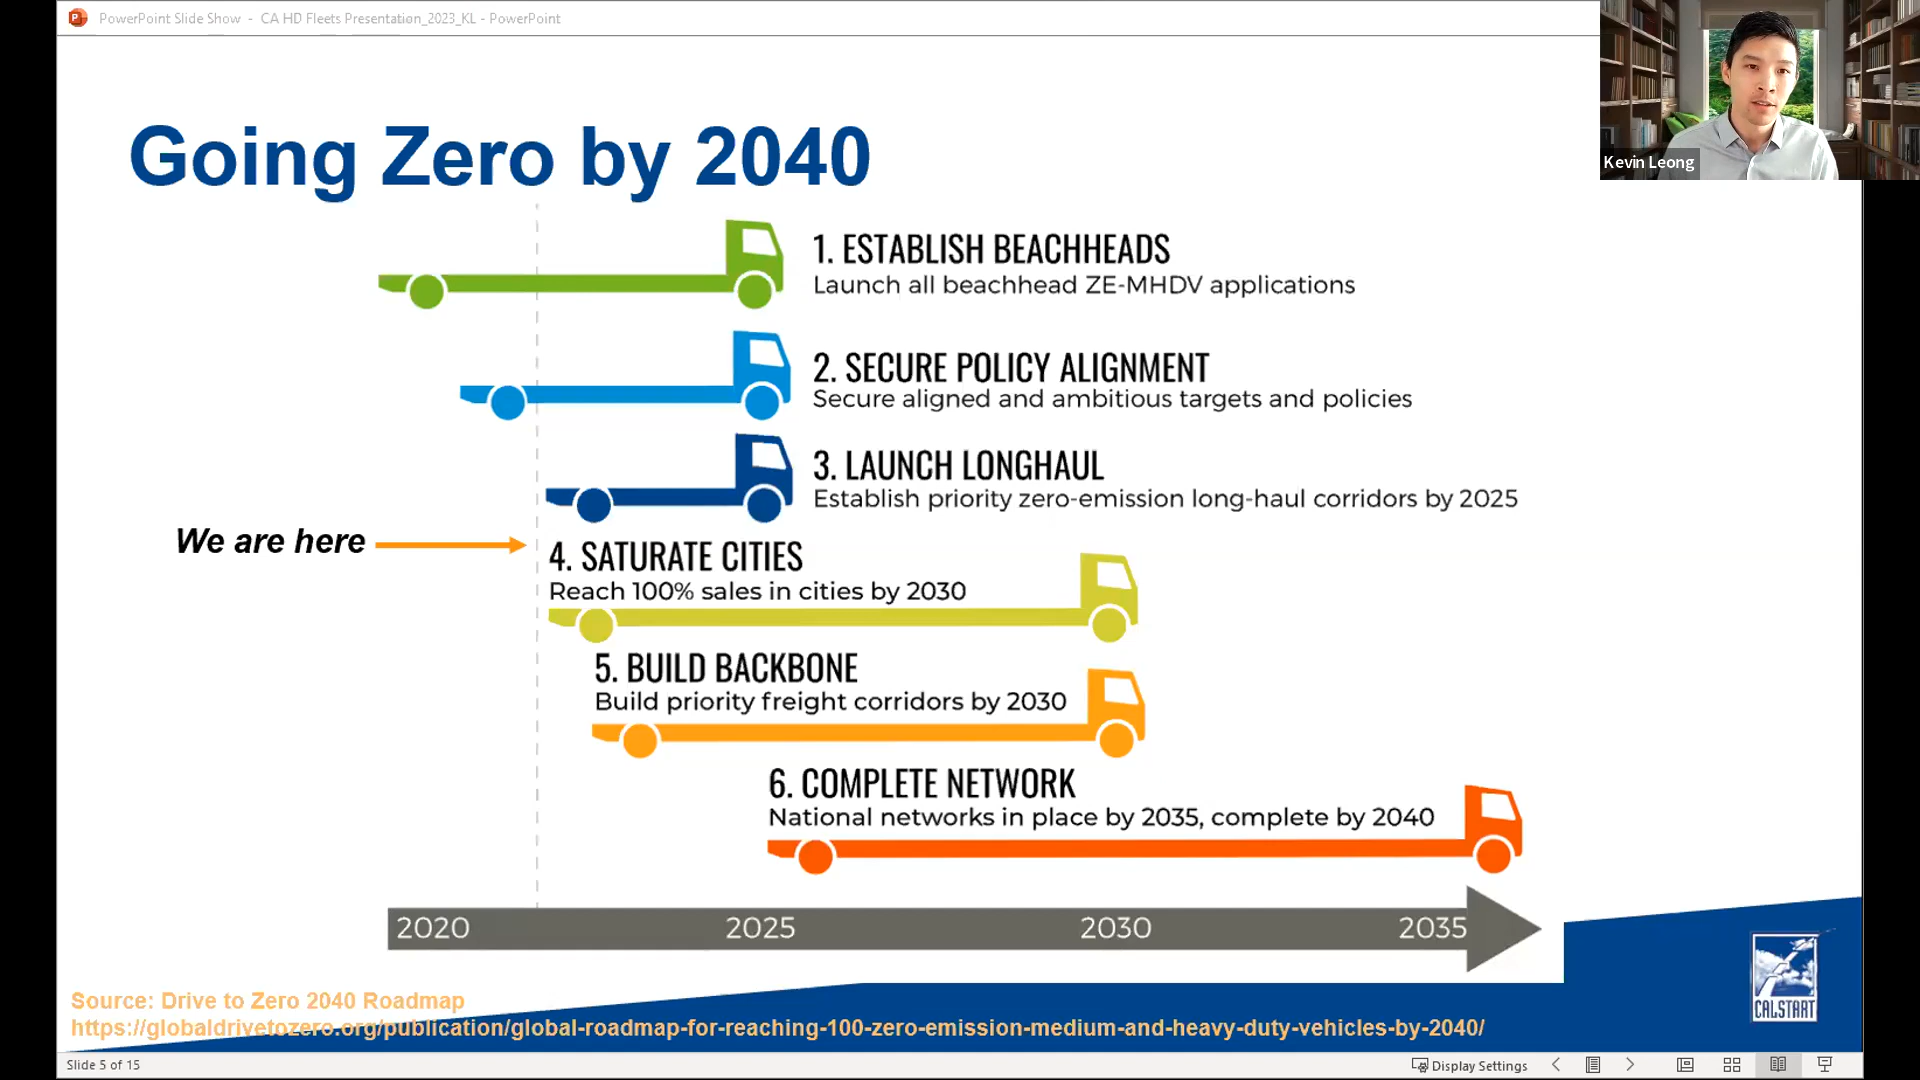 PowerPoint Slide Show - CA HD Fleets Presentation_2023_KL - PowerPoint
Kevin Leong
Going Zero by 2040
1. ESTABLISH BEACHHEADS
Launch all beachhead ZE-MHDV applications
2. SECURE POLICY ALIGNMENT
Secure aligned and ambitious targets and policies
3. LAUNCH LONGHAUL
Establish priority zero-emission long-haul corridors by 2025
We are here
4. SATURATE CITIES
Reach 100% sales in cities by 2030
5. BUILD BACKBONE
Build priority freight corridors by 2030
6. COMPLETE NETWORK
National networks in place by 2035, complete by 2040
2020 2025 2030 2035
CALSTART
Source: Drive to Zero 2040 Roadmap
https://globaldrivetozero.org/publication/global-roadmap-for-reaching-100-zero-emission-medium-and-heavy-duty-vehicles-by-2040/
Slide 5 of 15
Display Settings